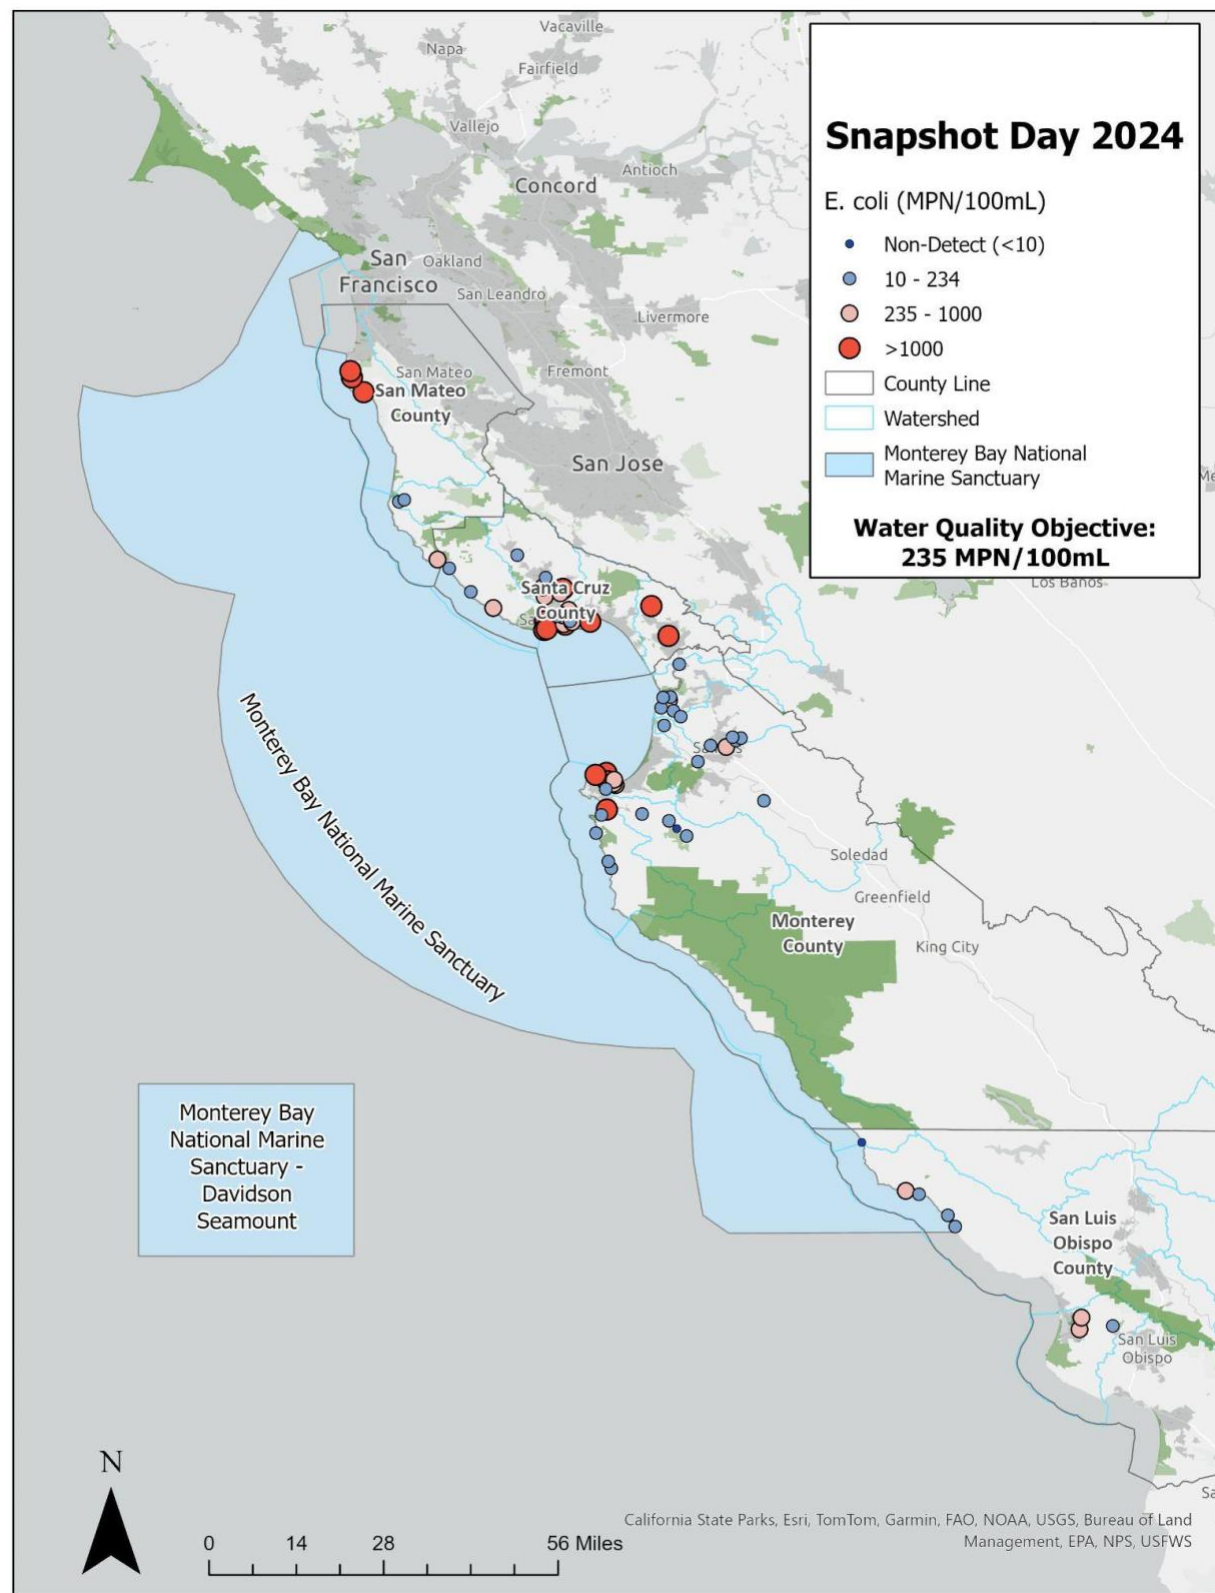 Vacaville
Napa
Fairfield
Vallejo
Antioch
Concord
San
Francisco
Oakland
San Leandro
Livermore
San Mateo
Fremont
San Mateo
County
San Jose
Los Banos
Santa Cruz
County
Soledad
Greenfield
Monterey
County
King City
Monterey Bay National Marine Sanctuary
Monterey Bay
National Marine
Sanctuary -
Davidson
Seamount
San Luis
Obispo
County
San Luis
Obispo
Snapshot Day 2024
E. coli (MPN/100mL)
Non-Detect (<10)
10 - 234
235 - 1000
>1000
County Line
Watershed
Monterey Bay National
Marine Sanctuary
Water Quality Objective:
235 MPN/100mL
N
0 14 28 56 Miles
California State Parks, Esri, TomTom, Garmin, FAO, NOAA, USGS, Bureau of Land
Management, EPA, NPS, USFWS